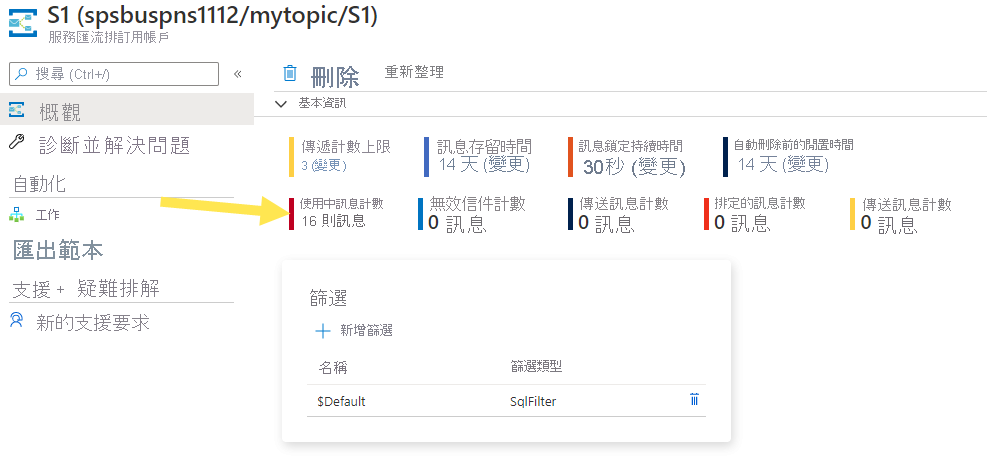 S1 (spsbuspns1112/mytopic/S1)
服務匯流排訂用帳戶
搜尋 (Ctrl+/)
«
刪除
重新整理
概觀
基本資訊
診斷並解決問題
自動化
工作
匯出範本
支援 + 疑難排解
新的支援要求
傳遞計數上限
3 (變更)
訊息存留時間
14 天 (變更)
訊息鎖定持續時間
30秒 (變更)
自動刪除前的閒置時間
14 天 (變更)
使用中訊息計數
16 則訊息
無效信件計數
0 訊息
傳送訊息計數
0 訊息
排定的訊息計數
0 訊息
傳送訊息計數
0 訊息
篩選
新增篩選
名稱 篩選類型
$Default SqlFilter